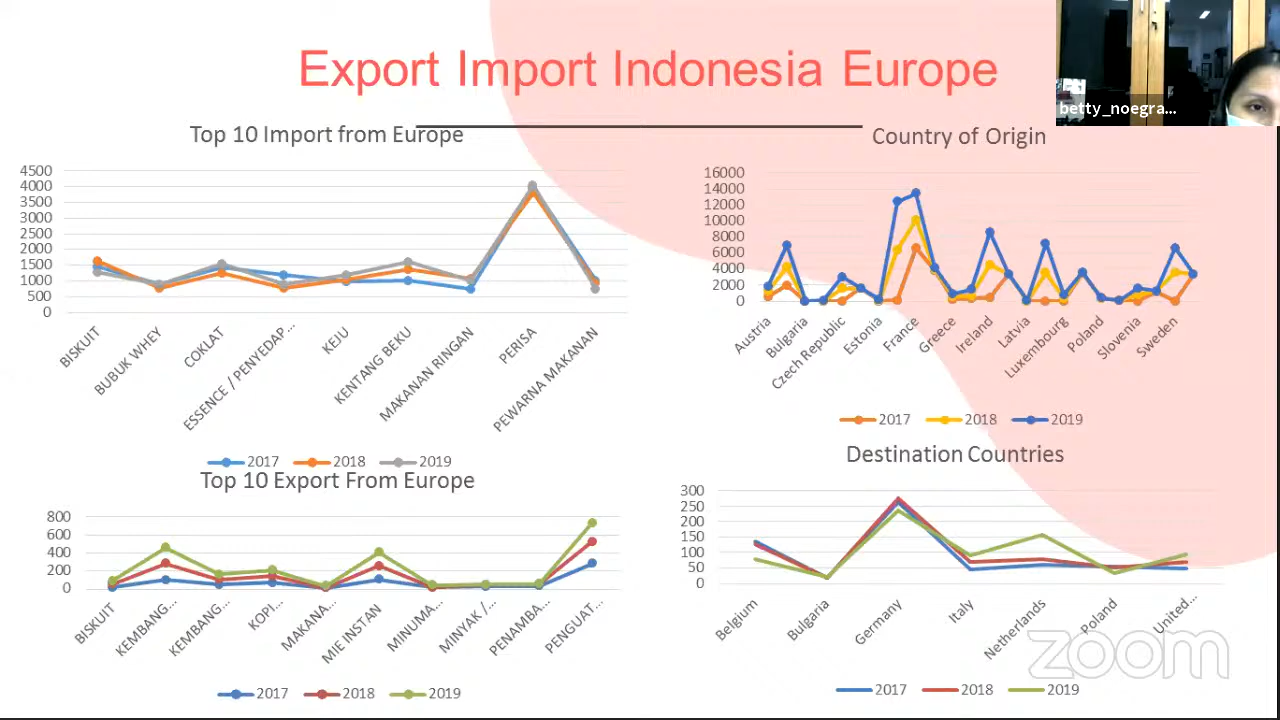 Export Import Indonesia Europe
betty_noegra...
Top 10 Import from Europe
4500
4000
3500
3000
2500
2000
1500
1000
500
0
BISKUIT
BUBUK WHEY
COKLAT
ESSENCE / PENYEDAP...
KEJU
KENTANG BEKU
MAKANAN RINGAN
PERISA
PEWARNA MAKANAN
2017 2018 2019
Country of Origin
16000
14000
12000
10000
8000
6000
4000
2000
0
Austria
Bulgaria
Czech Republic
Estonia
France
Greece
Ireland
Latvia
Luxembourg
Poland
Slovenia
Sweden
2017 2018 2019
Top 10 Export From Europe
800
600
400
200
0
BISKUIT
KEMBANG...
KEMBANG...
KOPI...
MAKANA...
MIE INSTAN
MINUMA...
MINYAK /...
PENAMBA...
PENGUAT...
2017 2018 2019
Destination Countries
300
250
200
150
100
50
0
Belgium
Bulgaria
Germany
Italy
Netherlands
Poland
United...
2017 2018 2019
zoom